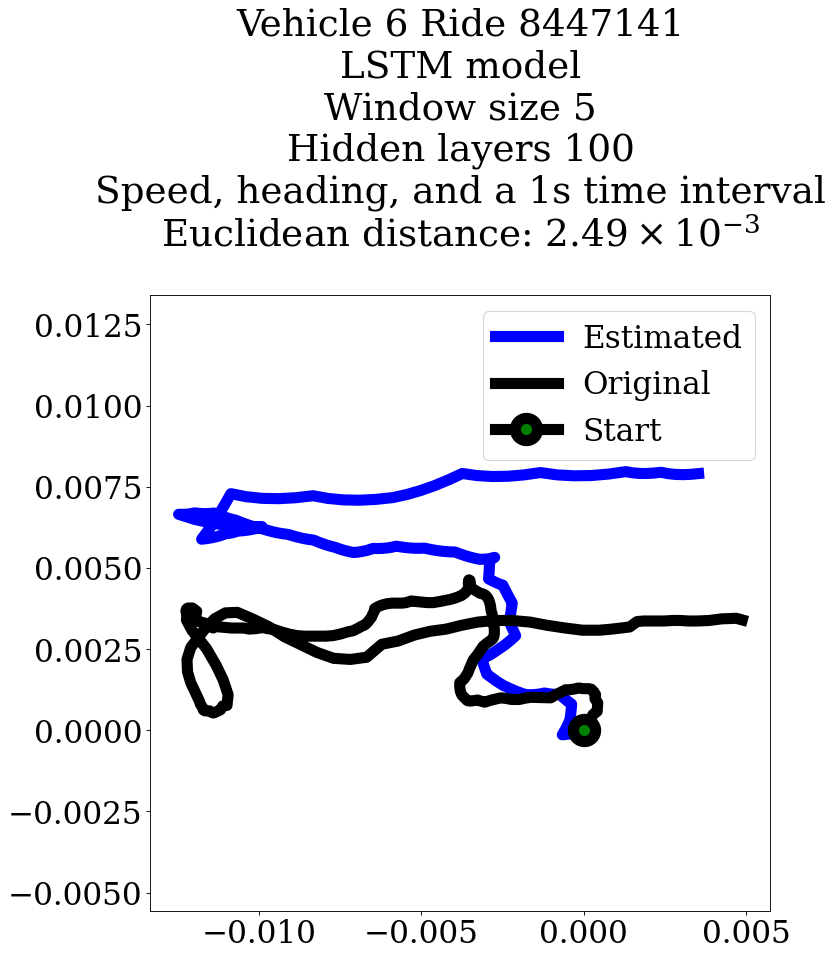 Vehicle 6 Ride 8447141
LSTM model
Window size 5
Hidden layers 100
Speed, heading, and a 1s time interval
Euclidean distance: 2.49 × 10⁻³
Estimated
Original
Start
0.0125
0.0100
0.0075
0.0050
0.0025
0.0000
−0.0025
−0.0050
−0.010 −0.005 0.000 0.005